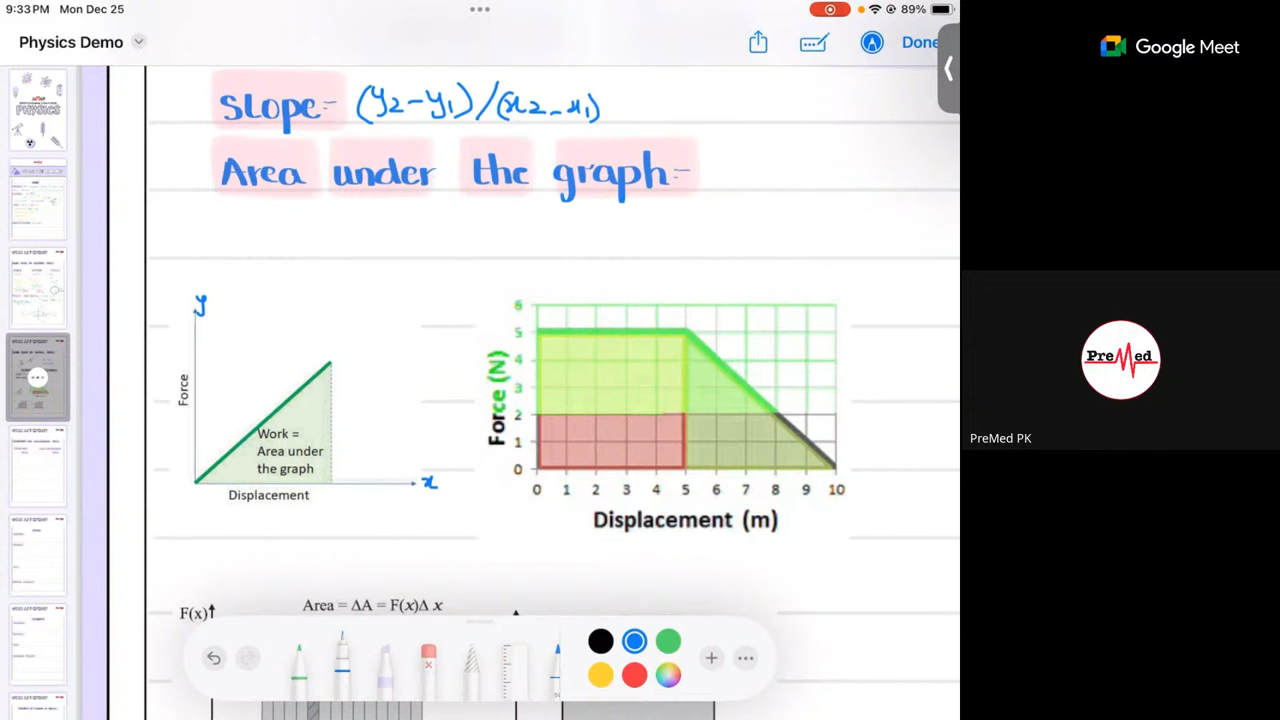 9:33 PM Mon Dec 25
89%
Physics Demo
Done
Google Meet
slope:- (y2-y1)/(x2-x1)
Area under the graph:-
y
Force
Work =
Area under
the graph
x
Displacement
6
5
4
3
2
1
0
Force (N)
0 1 2 3 4 5 6 7 8 9 10
Displacement (m)
F(x)
Area = ΔA = F(x)Δ x
PreMed
PreMed PK
PHYSICS